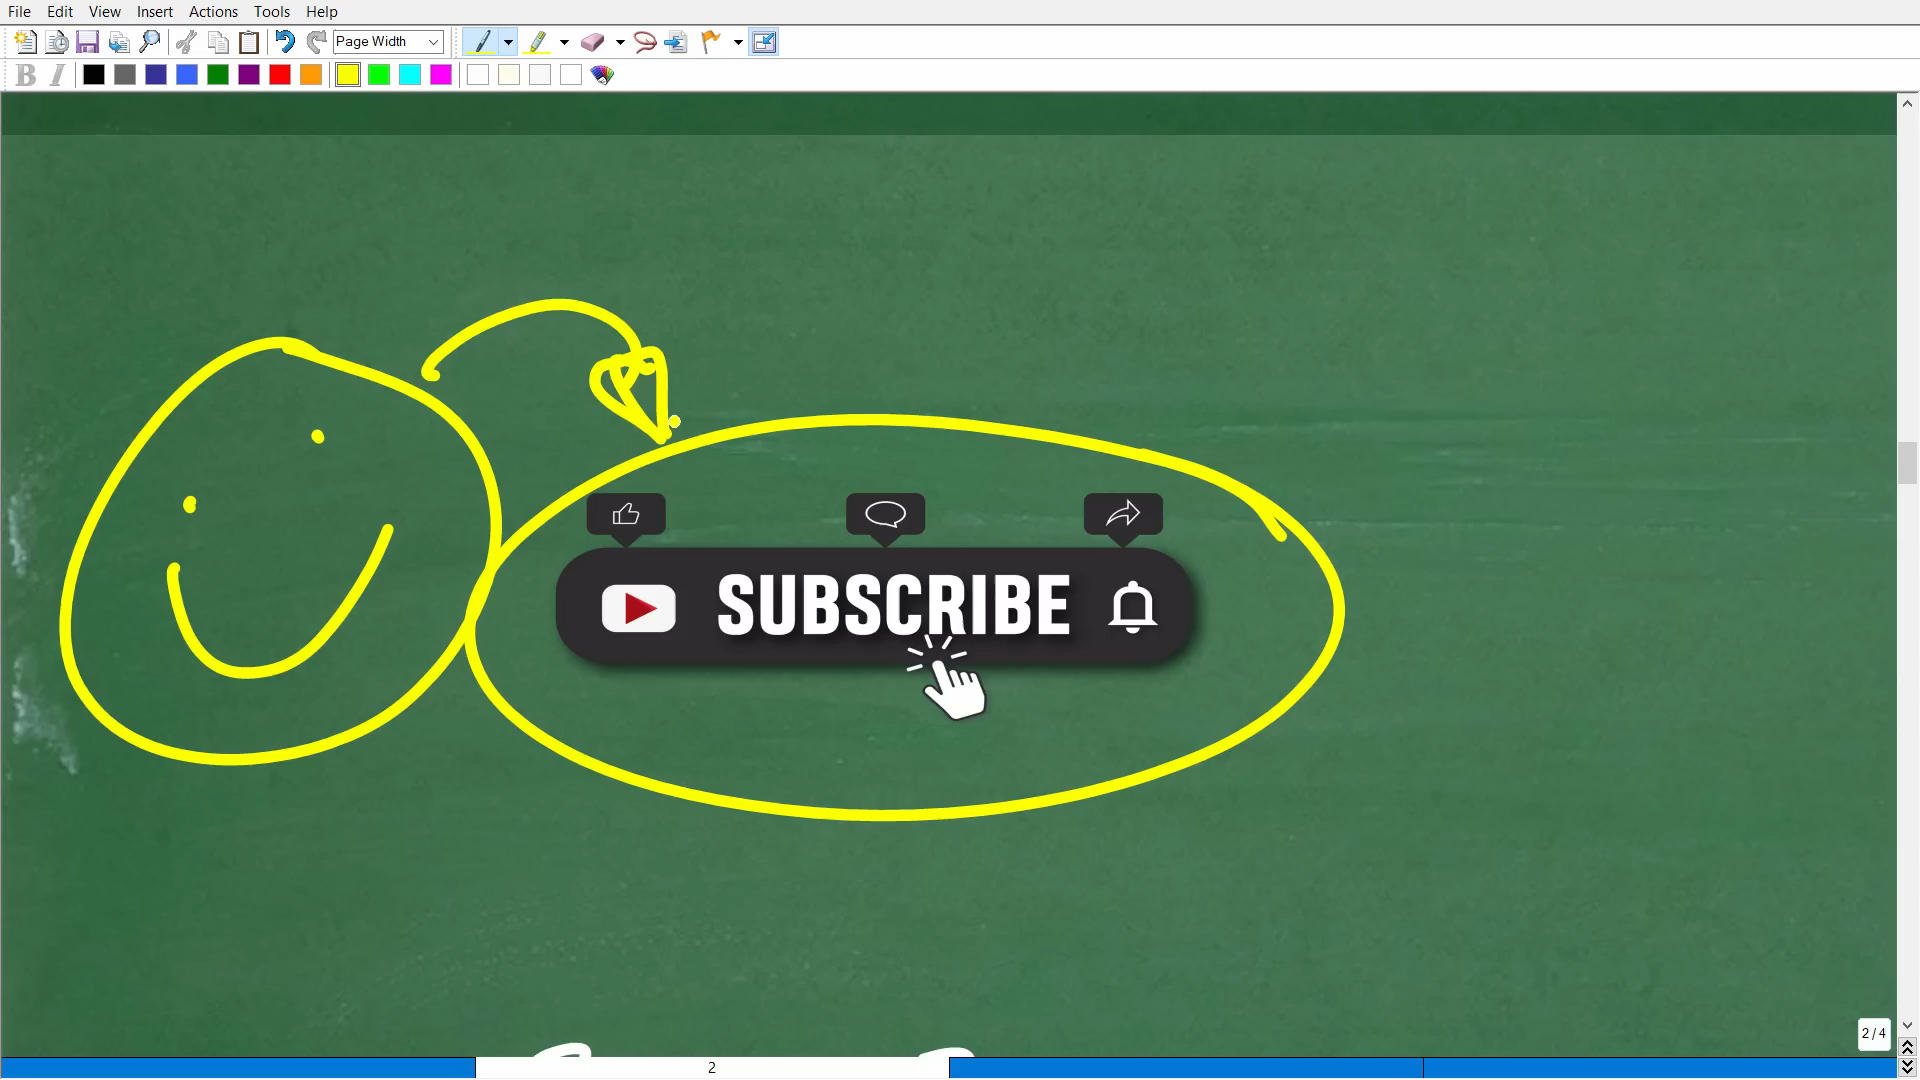 File Edit View Insert Actions Tools Help
Page Width
B I
SUBSCRIBE
2 / 4
2